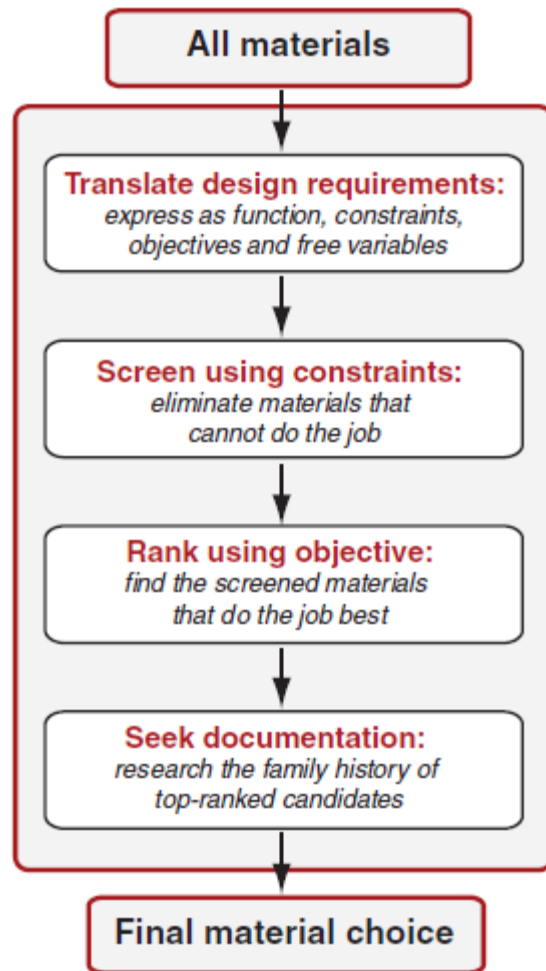 All materials
Translate design requirements:
express as function, constraints,
objectives and free variables
Screen using constraints:
eliminate materials that
cannot do the job
Rank using objective:
find the screened materials
that do the job best
Seek documentation:
research the family history of
top-ranked candidates
Final material choice